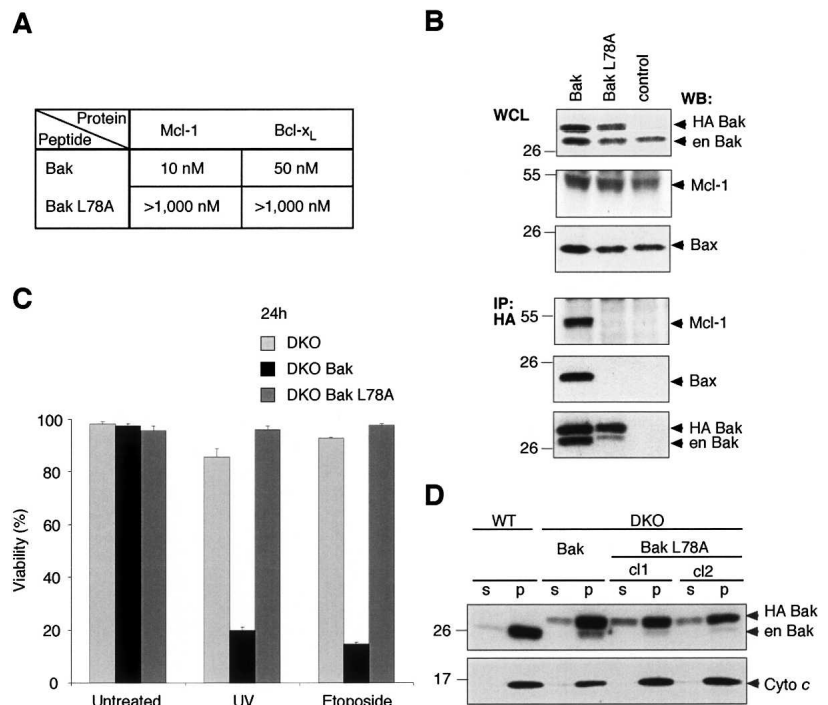 A
Protein
Peptide
Mcl-1
Bcl-xL
Bak
10 nM
50 nM
Bak L78A
>1,000 nM
>1,000 nM
B
Bak
Bak L78A
control
WCL
WB:
HA Bak
en Bak
26
55
Mcl-1
26
Bax
IP:
HA
55
Mcl-1
26
Bax
HA Bak
en Bak
26
C
24h
DKO
DKO Bak
DKO Bak L78A
Viability (%)
100
80
60
40
20
0
Untreated
UV
Etoposide
D
WT
DKO
Bak
Bak L78A
cl1
cl2
s p s p s p s p
HA Bak
en Bak
26
17
Cyto c